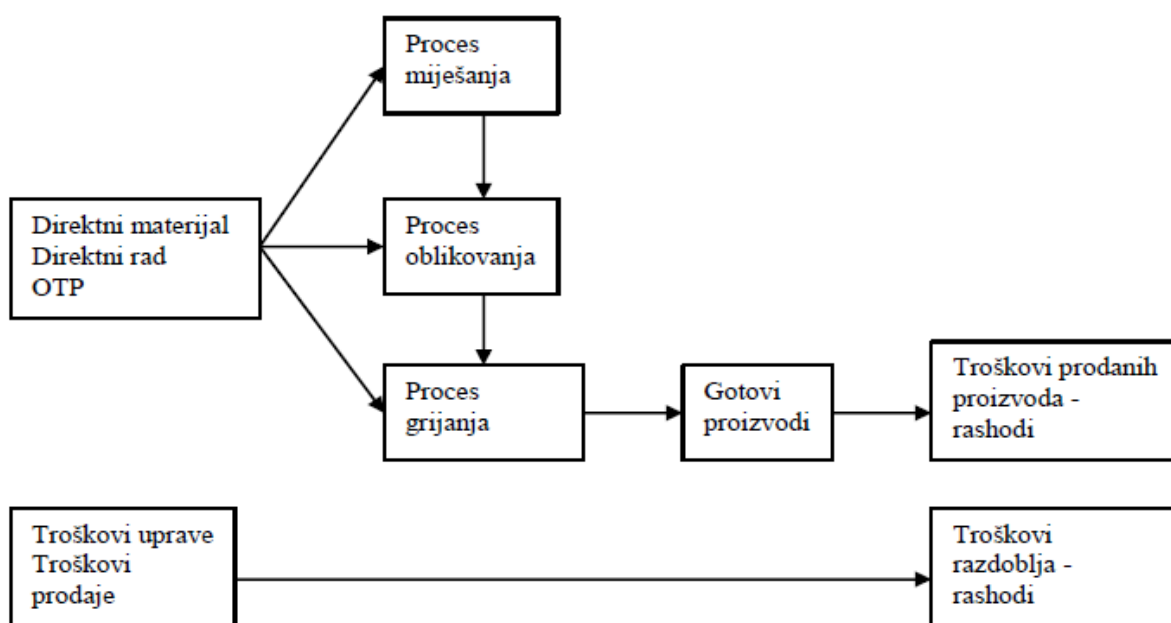 Proces
miješanja
Direktni materijal
Direktni rad
OTP
Proces
oblikovanja
Proces
grijanja
Gotovi
proizvodi
Troškovi prodanih
proizvoda -
rashodi
Troškovi uprave
Troškovi
prodaje
Troškovi
razdoblja -
rashodi